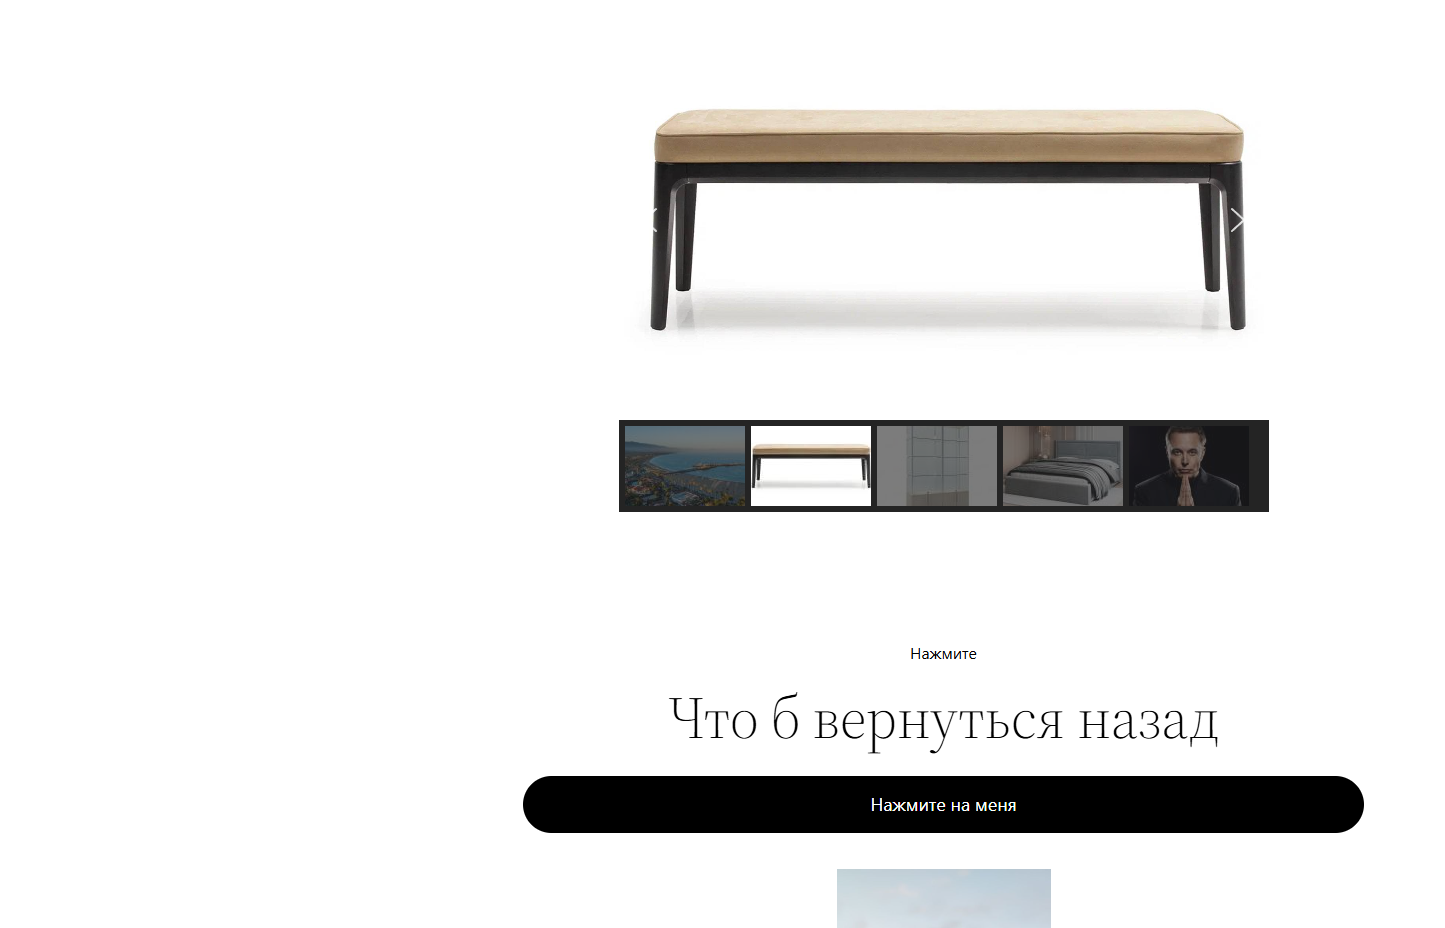 Нажмите
Что б вернуться назад
Нажмите на меня